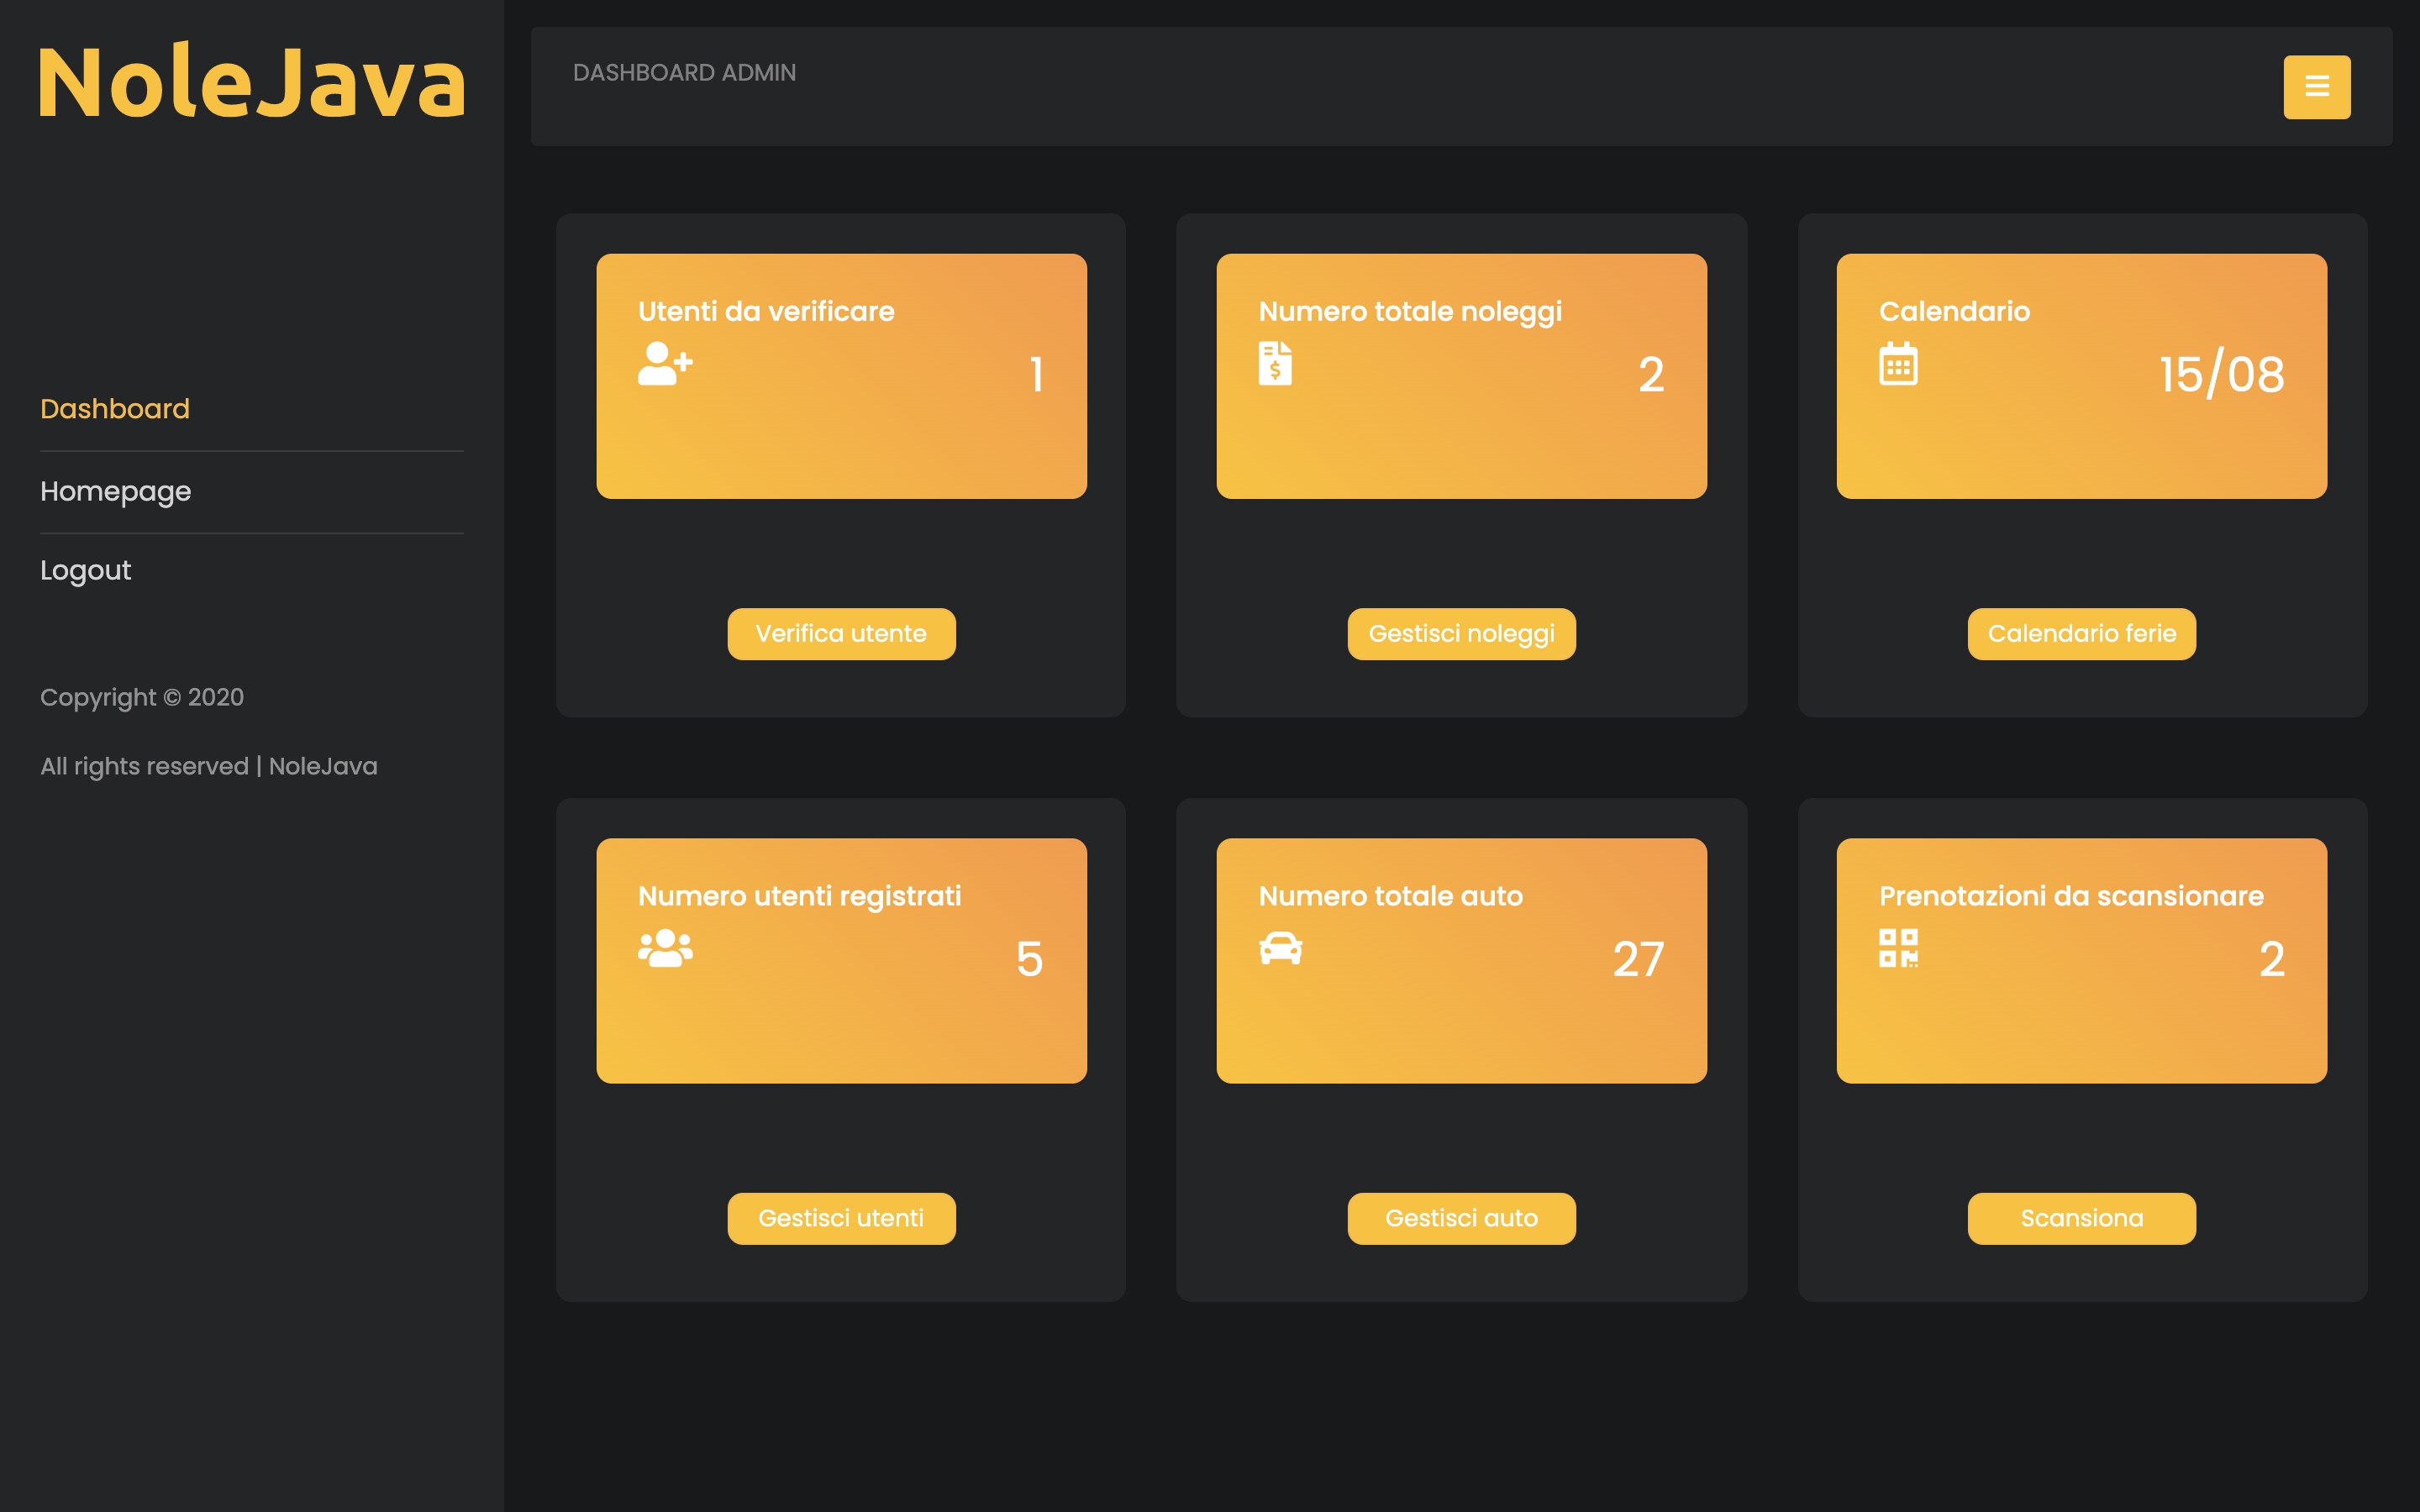 NoleJava
Dashboard
Homepage
Logout
Copyright © 2020
All rights reserved | NoleJava
DASHBOARD ADMIN
Utenti da verificare
1
Verifica utente
Numero totale noleggi
2
Gestisci noleggi
Calendario
15/08
Calendario ferie
Numero utenti registrati
5
Gestisci utenti
Numero totale auto
27
Gestisci auto
Prenotazioni da scansionare
2
Scansiona